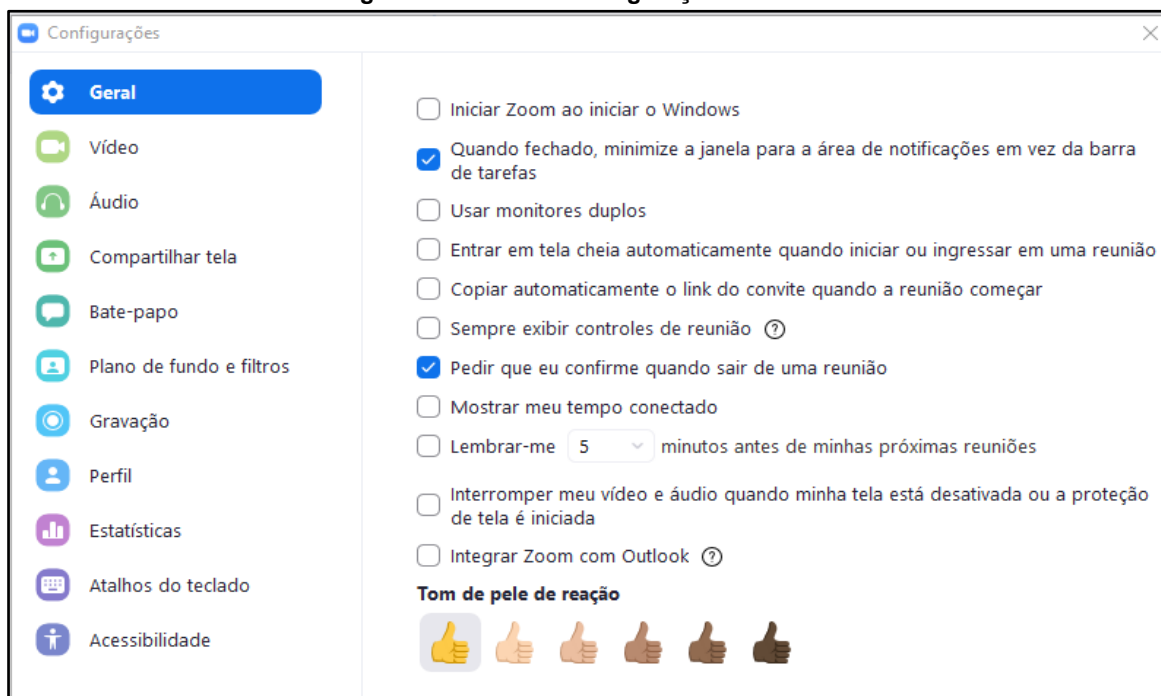 Configurações
Geral
Vídeo
Áudio
Compartilhar tela
Bate-papo
Plano de fundo e filtros
Gravação
Perfil
Estatísticas
Atalhos do teclado
Acessibilidade
Iniciar Zoom ao iniciar o Windows
Quando fechado, minimize a janela para a área de notificações em vez da barra
de tarefas
Usar monitores duplos
Entrar em tela cheia automaticamente quando iniciar ou ingressar em uma reunião
Copiar automaticamente o link do convite quando a reunião começar
Sempre exibir controles de reunião
Pedir que eu confirme quando sair de uma reunião
Mostrar meu tempo conectado
Lembrar-me 5 minutos antes de minhas próximas reuniões
Interromper meu vídeo e áudio quando minha tela está desativada ou a proteção
de tela é iniciada
Integrar Zoom com Outlook
Tom de pele de reação